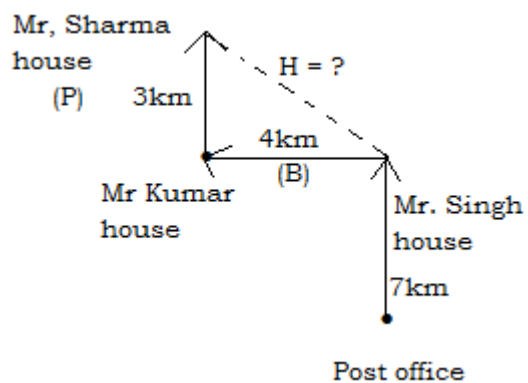 Mr, Sharma
house
(P)
3km
H = ?
4km
(B)
Mr Kumar
house
Mr. Singh
house
7km
Post office